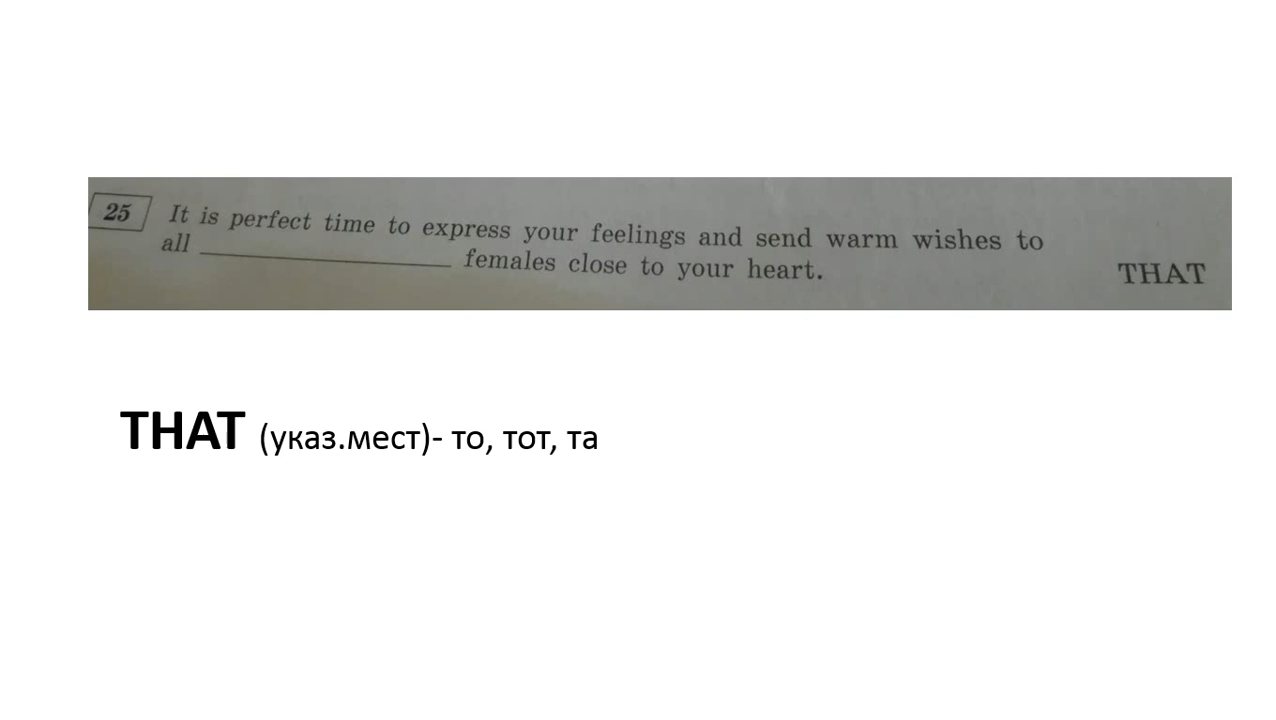 25 It is perfect time to express your feelings and send warm wishes to
all ____________ females close to your heart. THAT
THAT (указ.мест)- то, тот, та